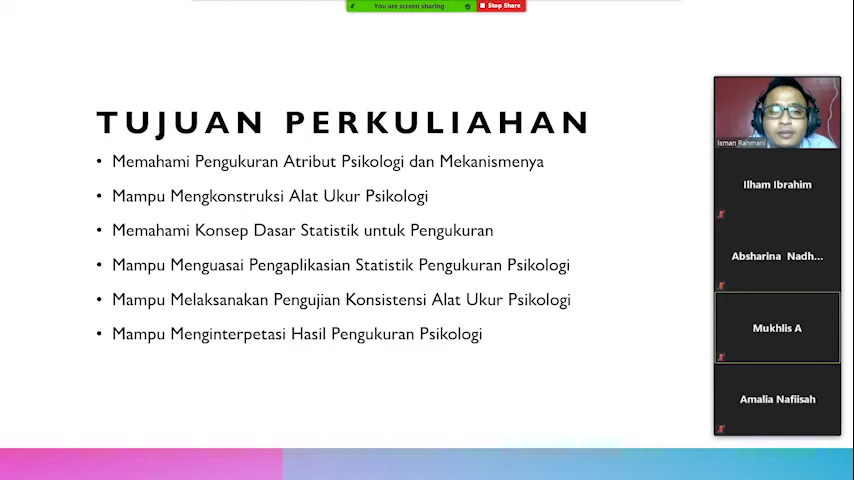 You are screen sharing
Stop Share
TUJUAN PERKULIAHAN
• Memahami Pengukuran Atribut Psikologi dan Mekanismenya
• Mampu Mengkonstruksi Alat Ukur Psikologi
• Memahami Konsep Dasar Statistik untuk Pengukuran
• Mampu Menguasai Pengaplikasian Statistik Pengukuran Psikologi
• Mampu Melaksanakan Pengujian Konsistensi Alat Ukur Psikologi
• Mampu Menginterpetasi Hasil Pengukuran Psikologi
Isman Rahmani
Ilham Ibrahim
Absharina Nadh...
Mukhlis A
Amalia Nafiisah